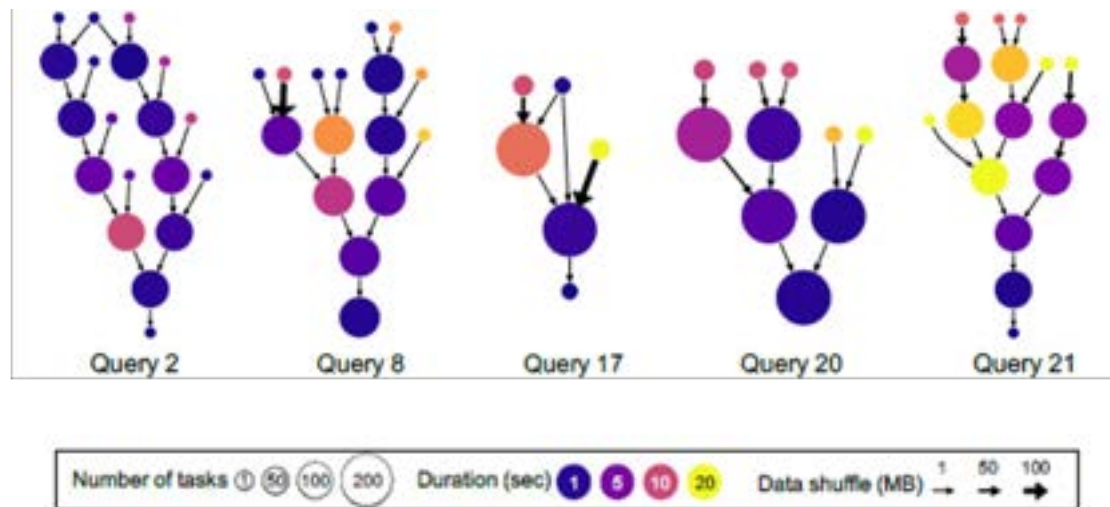 Query 2 Query 8 Query 17 Query 20 Query 21
Number of tasks 1 50 100 200 Duration (sec) 1 5 10 20 Data shuffle (MB) 1 50 100